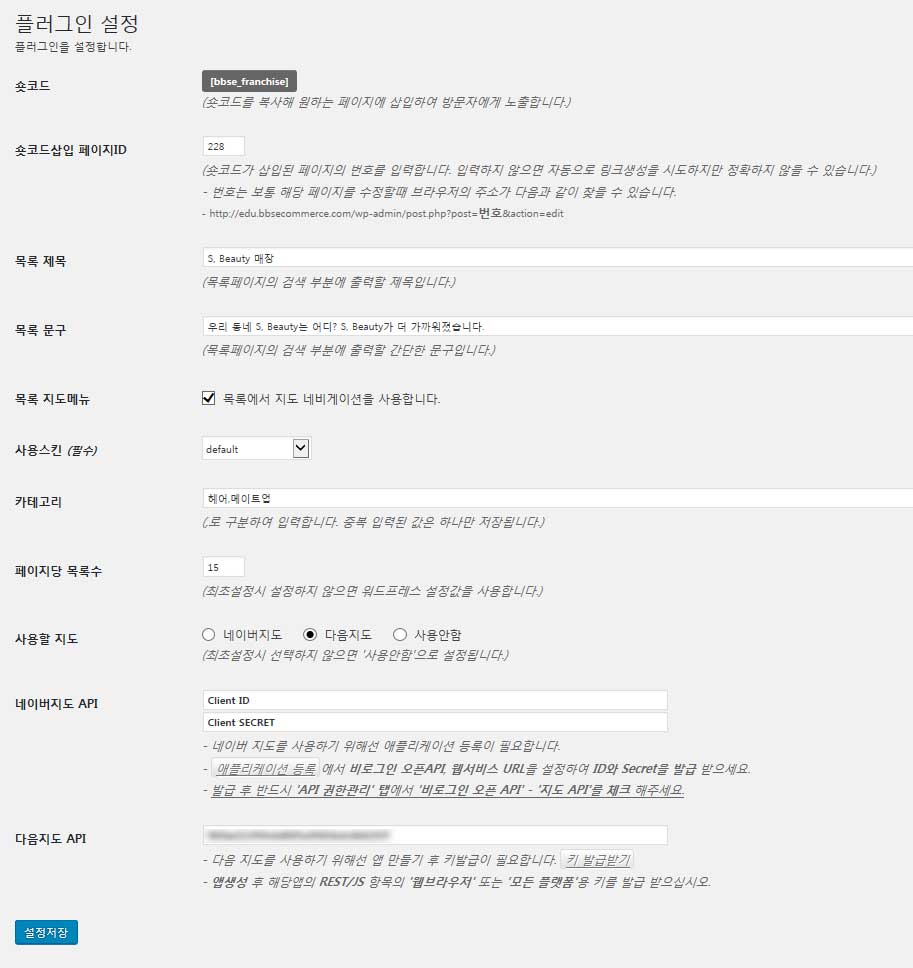 플러그인 설정
플러그인을 설정합니다.
숏코드
[bbse_franchise]
(숏코드를 복사해 원하는 페이지에 삽입하여 방문자에게 노출합니다.)
숏코드삽입 페이지ID
228
(숏코드가 삽입된 페이지의 번호를 입력합니다. 입력하지 않으면 자동으로 링크생성을 시도하지만 정확하지 않을 수 있습니다.)
- 번호는 보통 해당 페이지를 수정할때 브라우저의 주소가 다음과 같이 찾을 수 있습니다.
- http://edu.bbsecommerce.com/wp-admin/post.php?post=번호&action=edit
목록 제목
S. Beauty 매장
(목록페이지의 검색 부분에 출력할 제목입니다.)
목록 문구
우리 동네 S. Beauty는 어디? S. Beauty가 더 가까워졌습니다.
(목록페이지의 검색 부분에 출력할 간단한 문구입니다.)
목록 지도메뉴
목록에서 지도 네비게이션을 사용합니다.
사용스킨 (필수)
default
카테고리
헤어,메이트업
(,로 구분하여 입력합니다. 중복 입력된 값은 하나만 저장됩니다.)
페이지당 목록수
15
(최초설정시 설정하지 않으면 워드프레스 설정값을 사용합니다.)
사용할 지도
네이버지도 다음지도 사용안함
(최초설정시 선택하지 않으면 '사용안함'으로 설정됩니다.)
네이버지도 API
Client ID
Client SECRET
- 네이버 지도를 사용하기 위해선 애플리케이션 등록이 필요합니다.
- 애플리케이션 등록 에서 비로그인 오픈API, 웹서비스 URL을 설정하여 ID와 Secret을 발급 받으세요.
- 발급 후 반드시 'API 권한관리' 탭에서 '비로그인 오픈 API' - '지도 API'를 체크 해주세요.
다음지도 API
- 다음 지도를 사용하기 위해선 앱 만들기 후 키발급이 필요합니다. 키 발급받기
- 앱생성 후 해당앱의 REST/JS 항목의 '웹브라우저' 또는 '모든 플랫폼'용 키를 발급 받으십시오.
설정저장